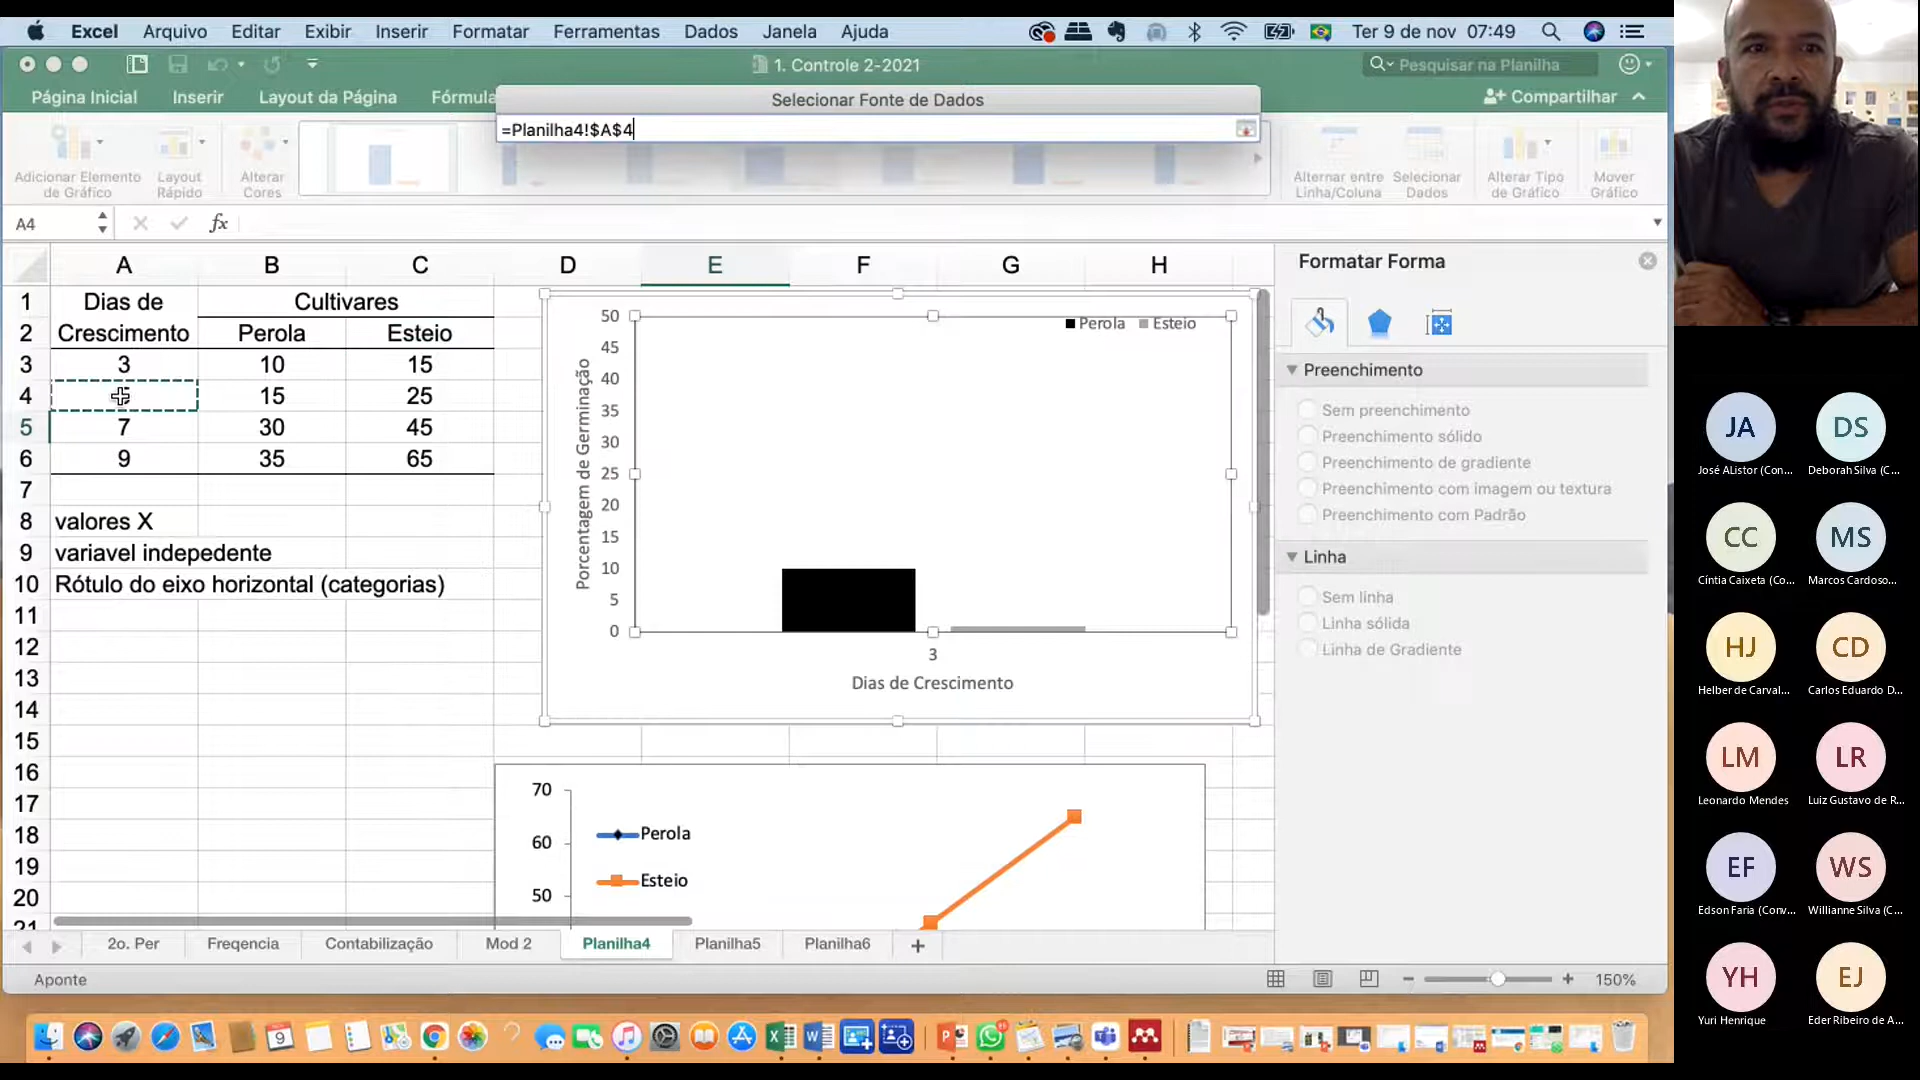 Excel Arquivo Editar Exibir Inserir Formatar Ferramentas Dados Janela Ajuda Ter 9 de nov 07:49
1. Controle 2-2021
Pesquisar na Planilha
Página Inicial Inserir Layout da Página Fórmula
Compartilhar
Selecionar Fonte de Dados
=Planilha4!$A$4
Adicionar Elemento de Gráfico
Layout Rápido
Alterar Cores
Alternar entre Linha/Coluna
Selecionar Dados
Alterar Tipo de Gráfico
Mover Gráfico
A4 fx
A B C D E F G H
1 Dias de Cultivares
2 Crescimento Perola Esteio
3 3 10 15
4 15 25
5 7 30 45
6 9 35 65
7
8 valores X
9 variavel indepedente
10 Rótulo do eixo horizontal (categorias)
11
12
13
14
15
16
17
18
19
20
21
Perola Esteio
50
45
40
35
30
25
20
15
10
5
0
Porcentagem de Germinação
3
Dias de Crescimento
70
60
50
Perola
Esteio
Formatar Forma
Preenchimento
Sem preenchimento
Preenchimento sólido
Preenchimento de gradiente
Preenchimento com imagem ou textura
Preenchimento com Padrão
Linha
Sem linha
Linha sólida
Linha de Gradiente
2o. Per Freqencia Contabilização Mod 2 Planilha4 Planilha5 Planilha6 +
Aponte
150%
9
JA DS
José AListor (Con... Deborah Silva (C...
CC MS
Cíntia Caixeta (Co... Marcos Cardoso...
HJ CD
Helber de Carval... Carlos Eduardo D...
LM LR
Leonardo Mendes Luiz Gustavo de R...
EF WS
Edson Faria (Conv... Willianne Silva (C...
YH EJ
Yuri Henrique Eder Ribeiro de A...